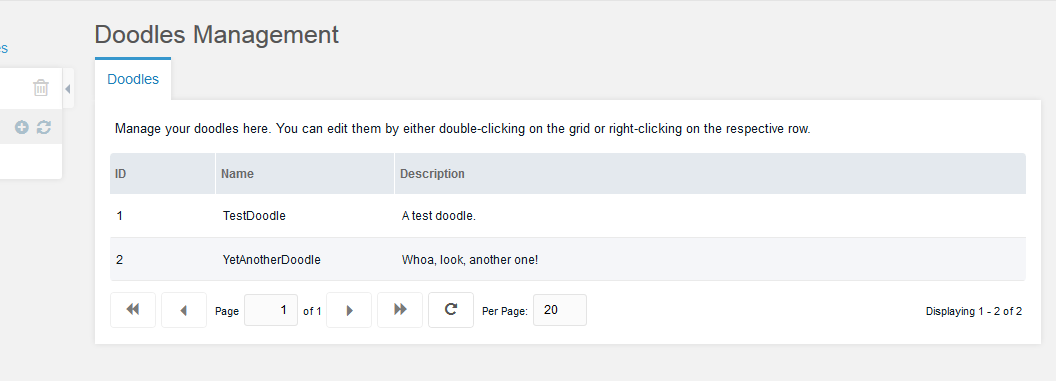 Doodles Management
es
Doodles
Manage your doodles here. You can edit them by either double-clicking on the grid or right-clicking on the respective row.
ID Name Description
1 TestDoodle A test doodle.
2 YetAnotherDoodle Whoa, look, another one!
Page 1 of 1 Per Page: 20 Displaying 1 - 2 of 2